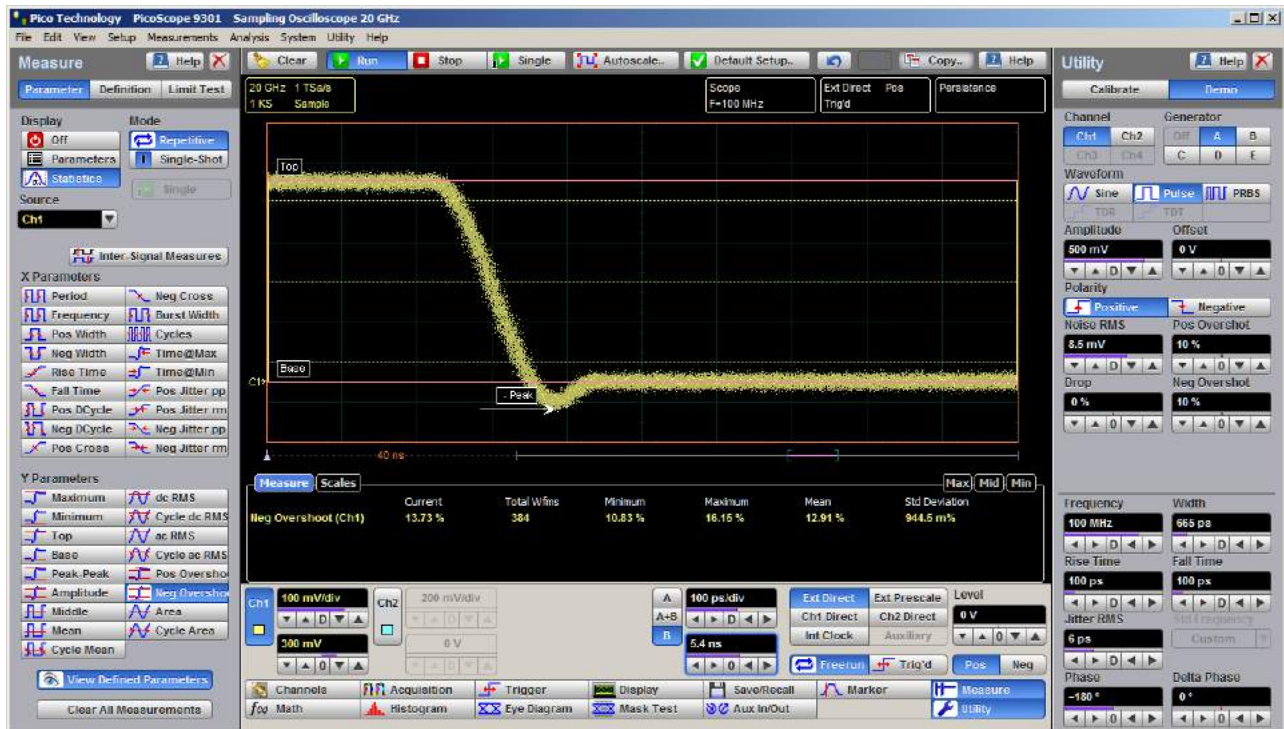 Pico Technology PicoScope 9301 Sampling Oscilloscope 20 GHz
File Edit View Setup Measurements Analysis System Utility Help
Measure Help
Parameter Definition Limit Test
Display Mode
Off Repetitive
Parameters Single-Shot
Statistics Single
Source
Ch1
Inter-Signal Measures
X Parameters
Period Neg Cross
Frequency Burst Width
Pos Width Cycles
Neg Width Time@Max
Rise Time Time@Min
Fall Time Pos Jitter pp
Pos DCycle Pos Jitter rm
Neg DCycle Neg Jitter pp
Pos Cross Neg Jitter rm
Y Parameters
Maximum dc RMS
Minimum Cycle dc RMS
Top ac RMS
Base Cycle ac RMS
Peak-Peak Pos Oversho
Amplitude Neg Oversho
Middle Area
Mean Cycle Area
Cycle Mean
View Defined Parameters
Clear All Measurements
Clear Run Stop Single Autoscale.. Default Setup.. Copy.. Help
20 GHz 1 TSa/s
1 KS Sample
Scope
F=100 MHz
Ext Direct Pos
Trig'd
Persistence
Top
Base
C1
- Peak
40 ns
Measure Scales Max Mid Min
Current Total Wfms Minimum Maximum Mean Std Deviation
Neg Overshoot (Ch1) 13.73 % 384 10.83 % 16.15 % 12.91 % 944.5 m%
Ch1 100 mV/div Ch2 200 mV/div A 100 ps/div Ext Direct Ext Prescale Level
D D A+B D Ch1 Direct Ch2 Direct 0 V
300 mV 0 V B 5.4 ns Int Clock Auxiliary 0
0 0 0 Freerun Trig'd Pos Neg
Channels Acquisition Trigger Display Save/Recall Marker Measure
f(x) Math Histogram Eye Diagram Mask Test Aux In/Out Utility
Utility Help
Calibrate Demo
Channel Generator
Ch1 Ch2 Off A B
Ch3 Ch4 C D E
Waveform
Sine Pulse PRBS
TDR TDT
Amplitude Offset
500 mV 0 V
D 0
Polarity
Positive Negative
Noise RMS Pos Overshot
8.5 mV 10 %
D 0
Drop Neg Overshot
0 % 10 %
0 0
Frequency Width
100 MHz 665 ps
D D
Rise Time Fall Time
100 ps 100 ps
D D
Jitter RMS Std Frequency
6 ps Custom
D
Phase Delta Phase
-180 ° 0 °
0 0